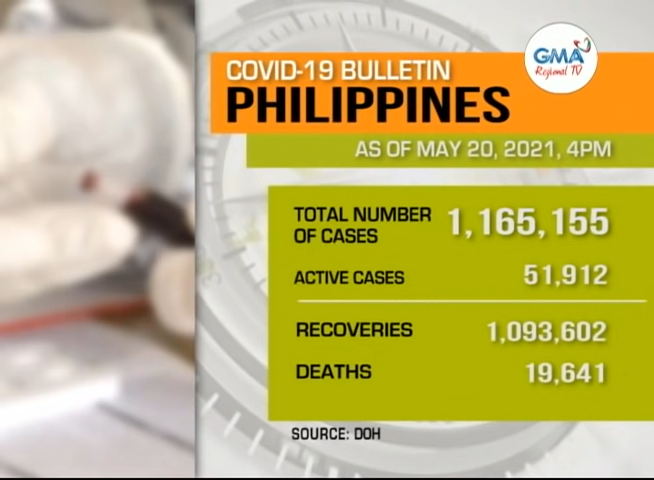 GMA
Regional TV
COVID-19 BULLETIN
PHILIPPINES
AS OF MAY 20, 2021, 4PM
TOTAL NUMBER
OF CASES 1,165,155
ACTIVE CASES 51,912
RECOVERIES 1,093,602
DEATHS 19,641
SOURCE: DOH